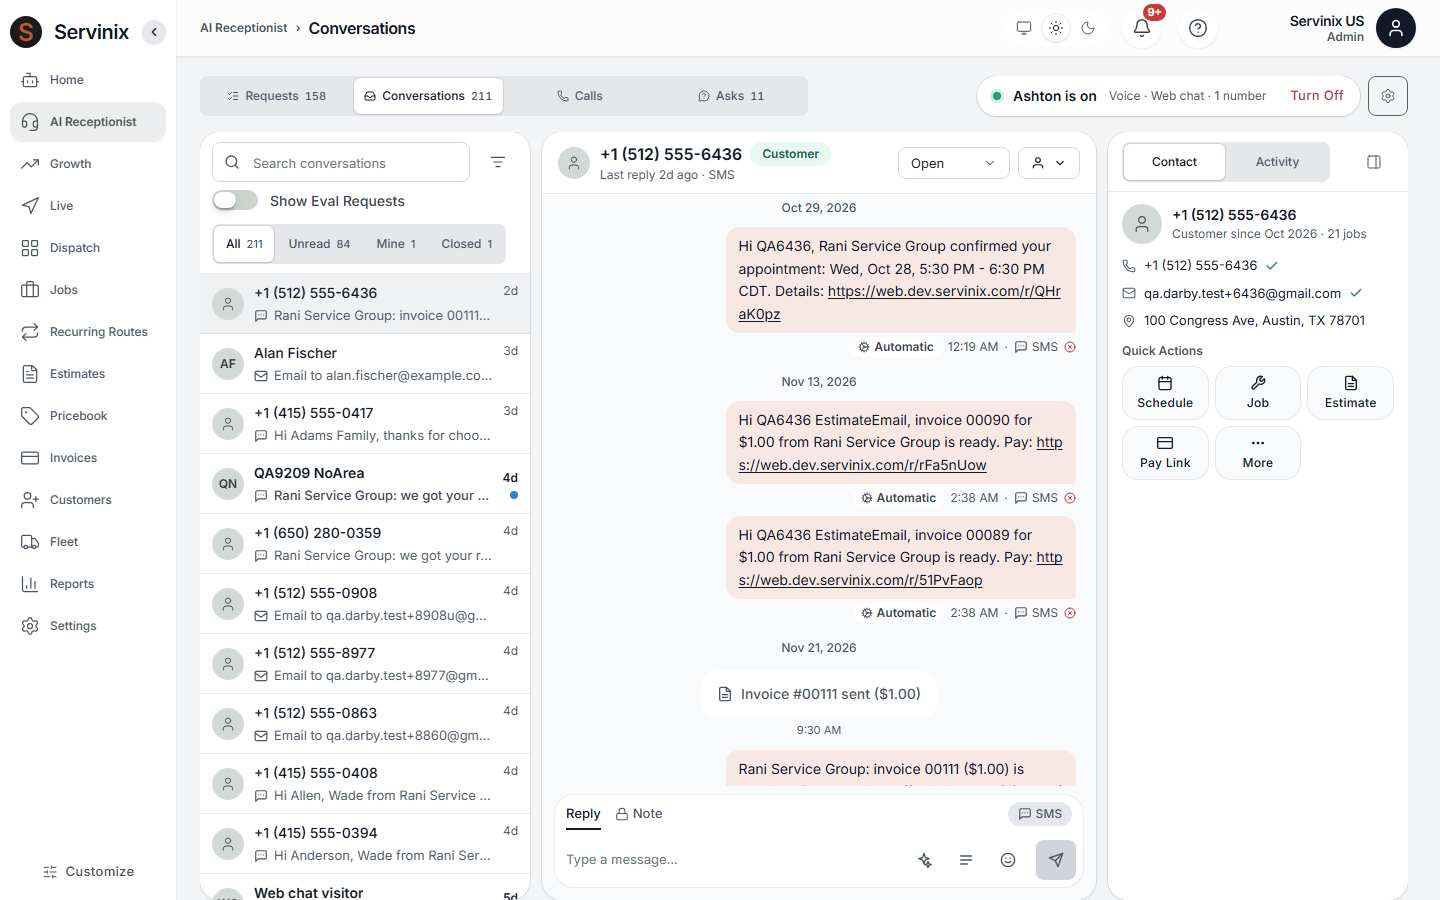 Servinix
Home
AI Receptionist
Growth
Live
Dispatch
Jobs
Recurring Routes
Estimates
Pricebook
Invoices
Customers
Fleet
Reports
Settings
Customize
AI Receptionist › Conversations
9+
Servinix US
Admin
Requests 158
Conversations 211
Calls
Asks 11
Ashton is on Voice · Web chat · 1 number Turn Off
Search conversations
Show Eval Requests
All 211
Unread 84
Mine 1
Closed 1
+1 (512) 555-6436 2d
Rani Service Group: invoice 00111...
AF Alan Fischer 3d
Email to alan.fischer@example.co...
+1 (415) 555-0417 3d
Hi Adams Family, thanks for choo...
QN QA9209 NoArea 4d
Rani Service Group: we got your ...
+1 (650) 280-0359 4d
Rani Service Group: we got your r...
+1 (512) 555-0908 4d
Email to qa.darby.test+8908u@g...
+1 (512) 555-8977 4d
Email to qa.darby.test+8977@gm...
+1 (512) 555-0863 4d
Email to qa.darby.test+8860@gm...
+1 (415) 555-0408 4d
Hi Allen, Wade from Rani Service ...
+1 (415) 555-0394 4d
Hi Anderson, Wade from Rani Ser...
Web chat visitor 5d
+1 (512) 555-6436 Customer
Last reply 2d ago · SMS
Open
Oct 29, 2026
Hi QA6436, Rani Service Group confirmed your
appointment: Wed, Oct 28, 5:30 PM - 6:30 PM
CDT. Details: https://web.dev.servinix.com/r/QHr
aK0pz
Automatic 12:19 AM · SMS
Nov 13, 2026
Hi QA6436 EstimateEmail, invoice 00090 for
$1.00 from Rani Service Group is ready. Pay: http
s://web.dev.servinix.com/r/rFa5nUow
Automatic 2:38 AM · SMS
Hi QA6436 EstimateEmail, invoice 00089 for
$1.00 from Rani Service Group is ready. Pay: http
s://web.dev.servinix.com/r/51PvFaop
Automatic 2:38 AM · SMS
Nov 21, 2026
Invoice #00111 sent ($1.00)
9:30 AM
Rani Service Group: invoice 00111 ($1.00) is
Reply
Note
SMS
Type a message...
Contact
Activity
+1 (512) 555-6436
Customer since Oct 2026 · 21 jobs
+1 (512) 555-6436
qa.darby.test+6436@gmail.com
100 Congress Ave, Austin, TX 78701
Quick Actions
Schedule
Job
Estimate
Pay Link
More